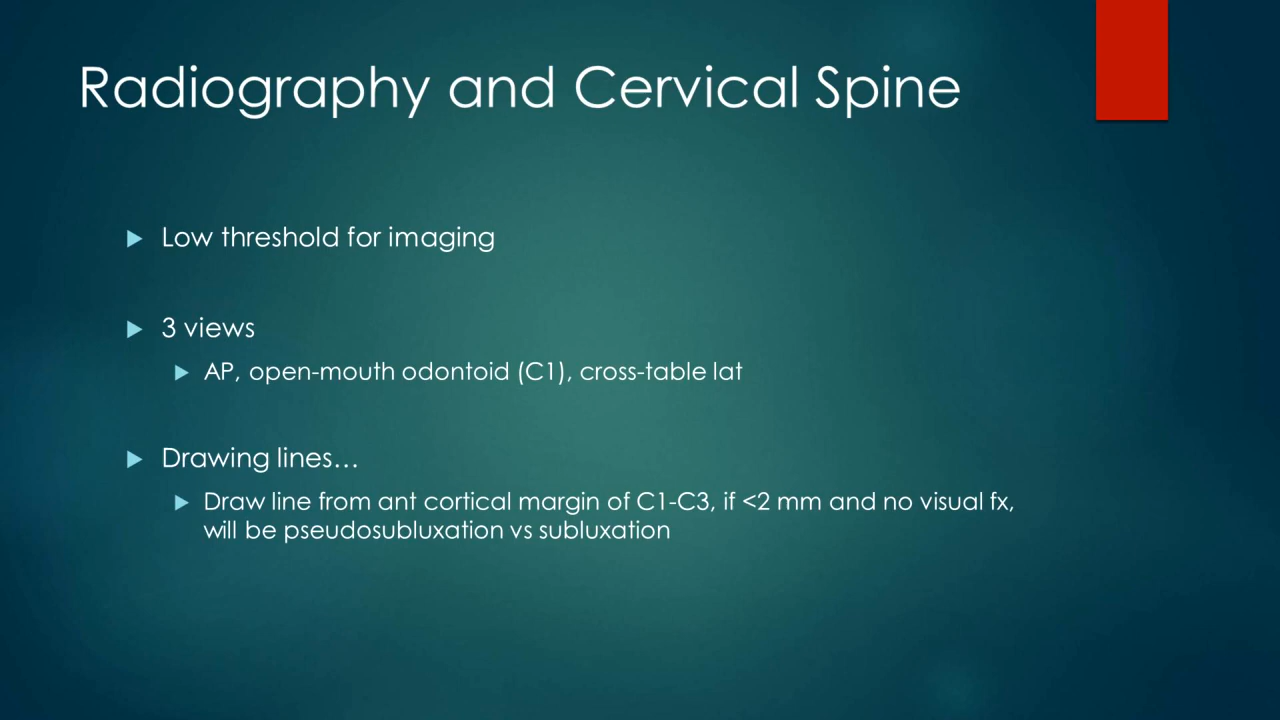 Radiography and Cervical Spine
Low threshold for imaging
3 views
AP, open-mouth odontoid (C1), cross-table lat
Drawing lines…
Draw line from ant cortical margin of C1-C3, if <2 mm and no visual fx,
will be pseudosubluxation vs subluxation